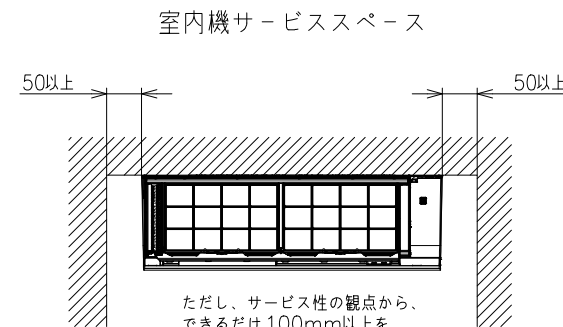 室内機サービススペース
50以上
50以上
ただし、サービス性の観点から、
できるだけ100mm以上を